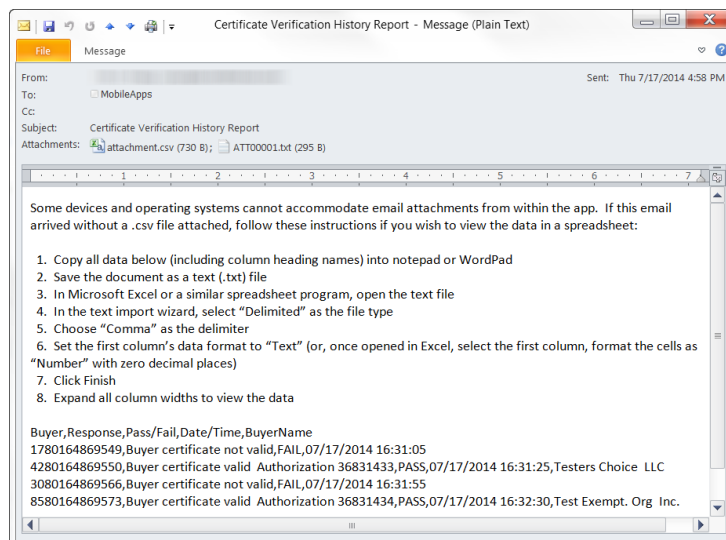 Certificate Verification History Report - Message (Plain Text)
File Message
From:
Sent: Thu 7/17/2014 4:58 PM
To: MobileApps
Cc:
Subject: Certificate Verification History Report
Attachments: attachment.csv (730 B); ATT00001.txt (295 B)
1 2 3 4 5 6 7
Some devices and operating systems cannot accommodate email attachments from within the app. If this email
arrived without a .csv file attached, follow these instructions if you wish to view the data in a spreadsheet:
1. Copy all data below (including column heading names) into notepad or WordPad
2. Save the document as a text (.txt) file
3. In Microsoft Excel or a similar spreadsheet program, open the text file
4. In the text import wizard, select “Delimited” as the file type
5. Choose “Comma” as the delimiter
6. Set the first column’s data format to “Text” (or, once opened in Excel, select the first column, format the cells as
“Number” with zero decimal places)
7. Click Finish
8. Expand all column widths to view the data
Buyer,Response,Pass/Fail,Date/Time,BuyerName
1780164869549,Buyer certificate not valid,FAIL,07/17/2014 16:31:05
4280164869550,Buyer certificate valid Authorization 36831433,PASS,07/17/2014 16:31:25,Testers Choice LLC
3080164869566,Buyer certificate not valid,FAIL,07/17/2014 16:31:55
8580164869573,Buyer certificate valid Authorization 36831434,PASS,07/17/2014 16:32:30,Test Exempt. Org Inc.